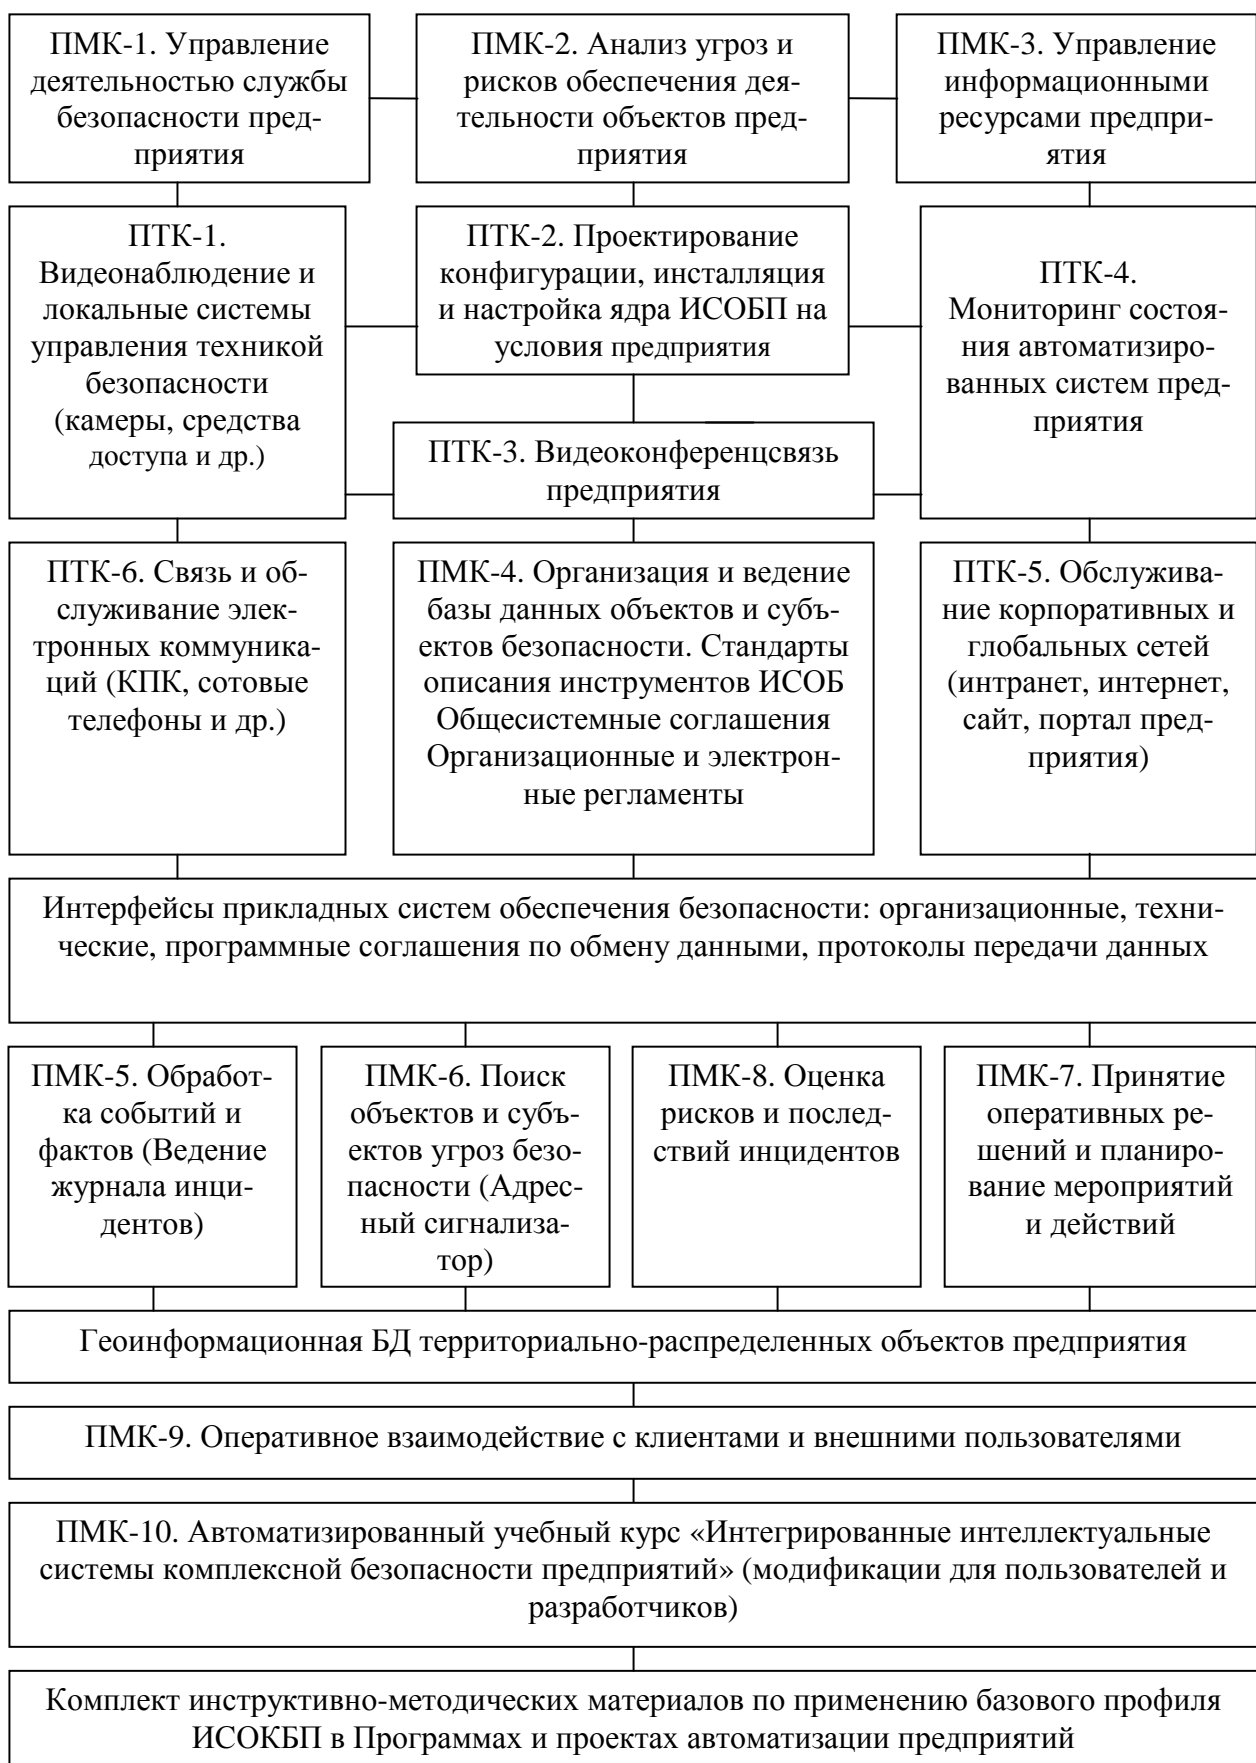 ПМК-1. Управление
деятельностью службы
безопасности пред-
приятия
ПМК-2. Анализ угроз и
рисков обеспечения дея-
тельности объектов пред-
приятия
ПМК-3. Управление
информационными
ресурсами предпри-
ятия
ПТК-1.
Видеонаблюдение и
локальные системы
управления техникой
безопасности
(камеры, средства
доступа и др.)
ПТК-2. Проектирование
конфигурации, инсталляция
и настройка ядра ИСОБП на
условия предприятия
ПТК-4.
Мониторинг состоя-
ния автоматизиро-
ванных систем пред-
приятия
ПТК-3. Видеоконференцсвязь
предприятия
ПТК-6. Связь и об-
служивание элек-
тронных коммуника-
ций (КПК, сотовые
телефоны и др.)
ПМК-4. Организация и ведение
базы данных объектов и субъ-
ектов безопасности. Стандарты
описания инструментов ИСОБ
Общесистемные соглашения
Организационные и электрон-
ные регламенты
ПТК-5. Обслужива-
ние корпоративных и
глобальных сетей
(интранет, интернет,
сайт, портал пред-
приятия)
Интерфейсы прикладных систем обеспечения безопасности: организационные, техни-
ческие, программные соглашения по обмену данными, протоколы передачи данных
ПМК-5. Обработ-
ка событий и
фактов (Ведение
журнала инци-
дентов)
ПМК-6. Поиск
объектов и субъ-
ектов угроз безо-
пасности (Адрес-
ный сигнализа-
тор)
ПМК-8. Оценка
рисков и послед-
ствий инцидентов
ПМК-7. Принятие
оперативных ре-
шений и планиро-
вание мероприятий
и действий
Геоинформационная БД территориально-распределенных объектов предприятия
ПМК-9. Оперативное взаимодействие с клиентами и внешними пользователями
ПМК-10. Автоматизированный учебный курс «Интегрированные интеллектуальные
системы комплексной безопасности предприятий» (модификации для пользователей и
разработчиков)
Комплект инструктивно-методических материалов по применению базового профиля
ИСОКБП в Программах и проектах автоматизации предприятий